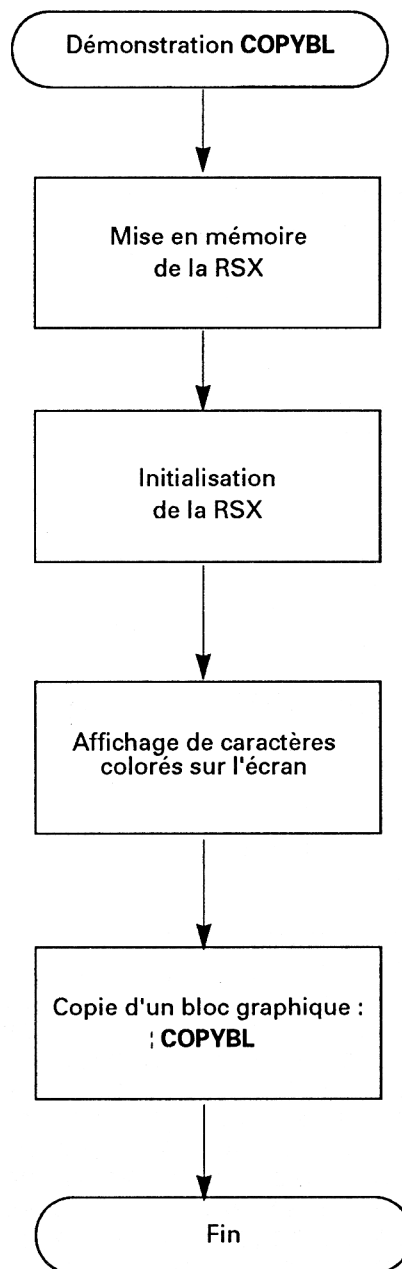 Démonstration COPYBL
Mise en mémoire
de la RSX
Initialisation
de la RSX
Affichage de caractères
colorés sur l'écran
Copie d'un bloc graphique :
¦ COPYBL
Fin